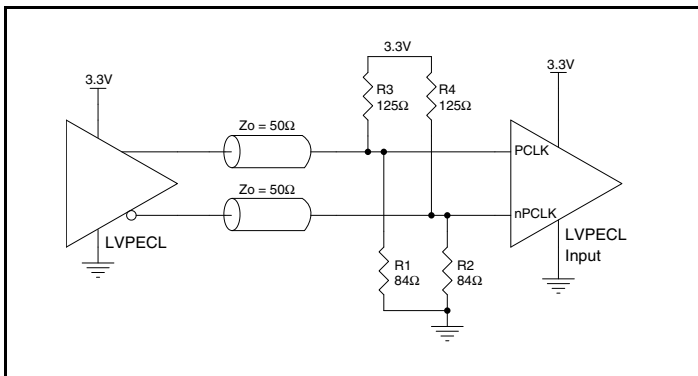 3.3V
3.3V
3.3V
R3
125Ω
R4
125Ω
Zo = 50Ω
PCLK
Zo = 50Ω
nPCLK
LVPECL
LVPECL
Input
R1
84Ω
R2
84Ω